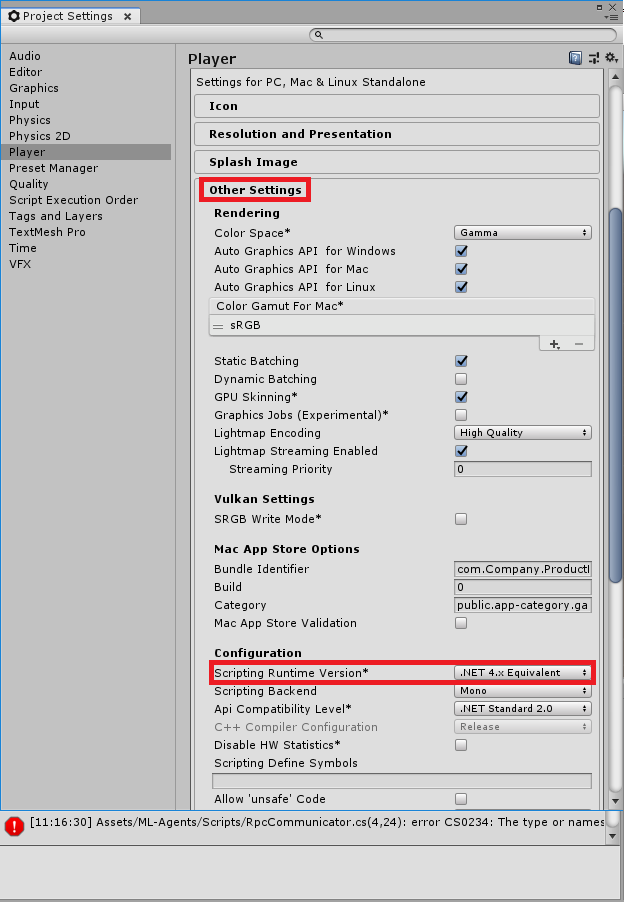 Project Settings
Audio
Editor
Graphics
Input
Physics
Physics 2D
Player
Preset Manager
Quality
Script Execution Order
Tags and Layers
TextMesh Pro
Time
VFX
Player
Settings for PC, Mac & Linux Standalone
Icon
Resolution and Presentation
Splash Image
Other Settings
Rendering
Color Space* Gamma
Auto Graphics API for Windows
Auto Graphics API for Mac
Auto Graphics API for Linux
Color Gamut For Mac*
sRGB
Static Batching
Dynamic Batching
GPU Skinning*
Graphics Jobs (Experimental)*
Lightmap Encoding High Quality
Lightmap Streaming Enabled
Streaming Priority 0
Vulkan Settings
SRGB Write Mode*
Mac App Store Options
Bundle Identifier com.Company.Product
Build 0
Category public.app-category.ga
Mac App Store Validation
Configuration
Scripting Runtime Version* .NET 4.x Equivalent
Scripting Backend Mono
Api Compatibility Level* .NET Standard 2.0
C++ Compiler Configuration Release
Disable HW Statistics*
Scripting Define Symbols
Allow 'unsafe' Code
[11:16:30] Assets/ML-Agents/Scripts/RpcCommunicator.cs(4,24): error CS0234: The type or names